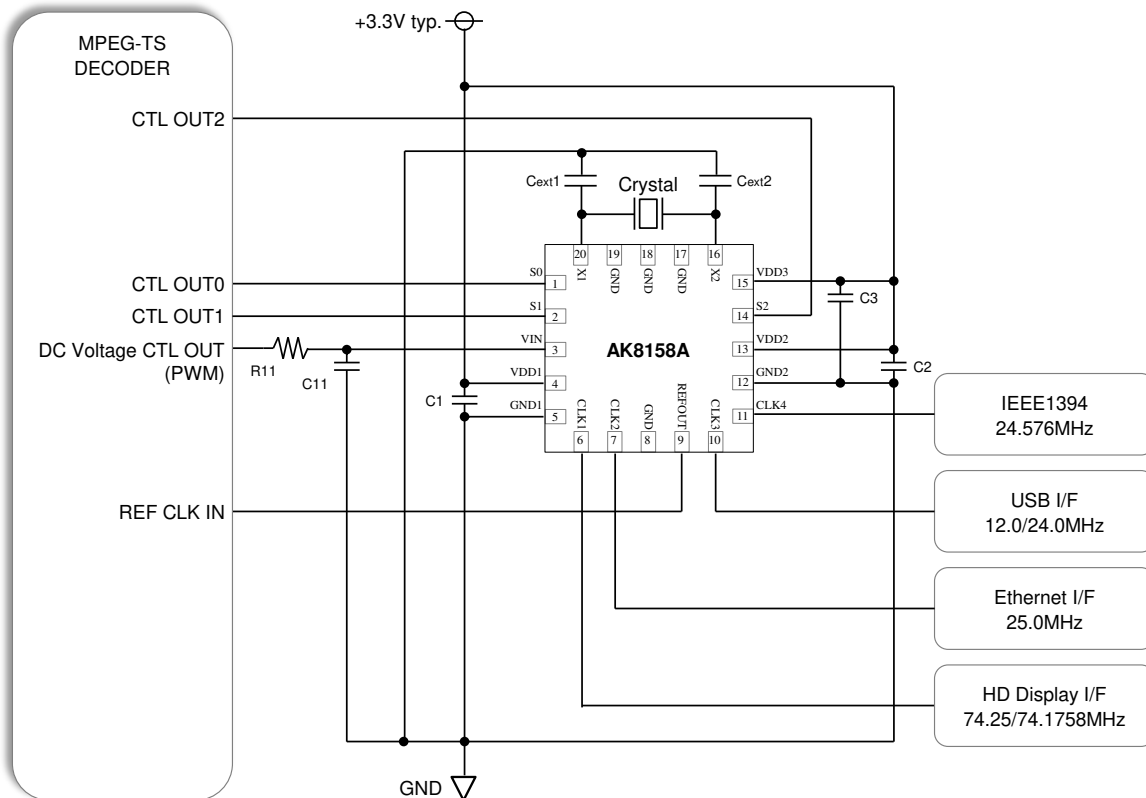 +3.3V typ.
MPEG-TS
DECODER
CTL OUT2
Cext1
Crystal
Cext2
20
19
18
17
16
X1
GND
GND
GND
X2
CTL OUT0
S0
1
VDD3
15
C3
CTL OUT1
S1
2
S2
14
DC Voltage CTL OUT
(PWM)
R11
C11
VIN
3
AK8158A
VDD2
13
C2
VDD1
4
GND2
12
C1
GND1
5
CLK4
11
CLK1
CLK2
GND
REFOUT
CLK3
6
7
8
9
10
IEEE1394
24.576MHz
REF CLK IN
USB I/F
12.0/24.0MHz
Ethernet I/F
25.0MHz
HD Display I/F
74.25/74.1758MHz
GND